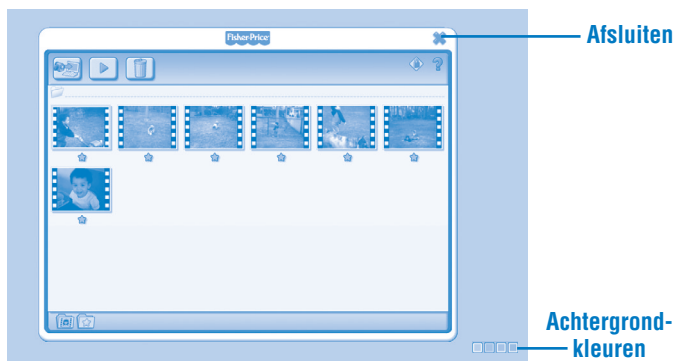 Fisher-Price
Afsluiten
?
Achtergrond-
kleuren